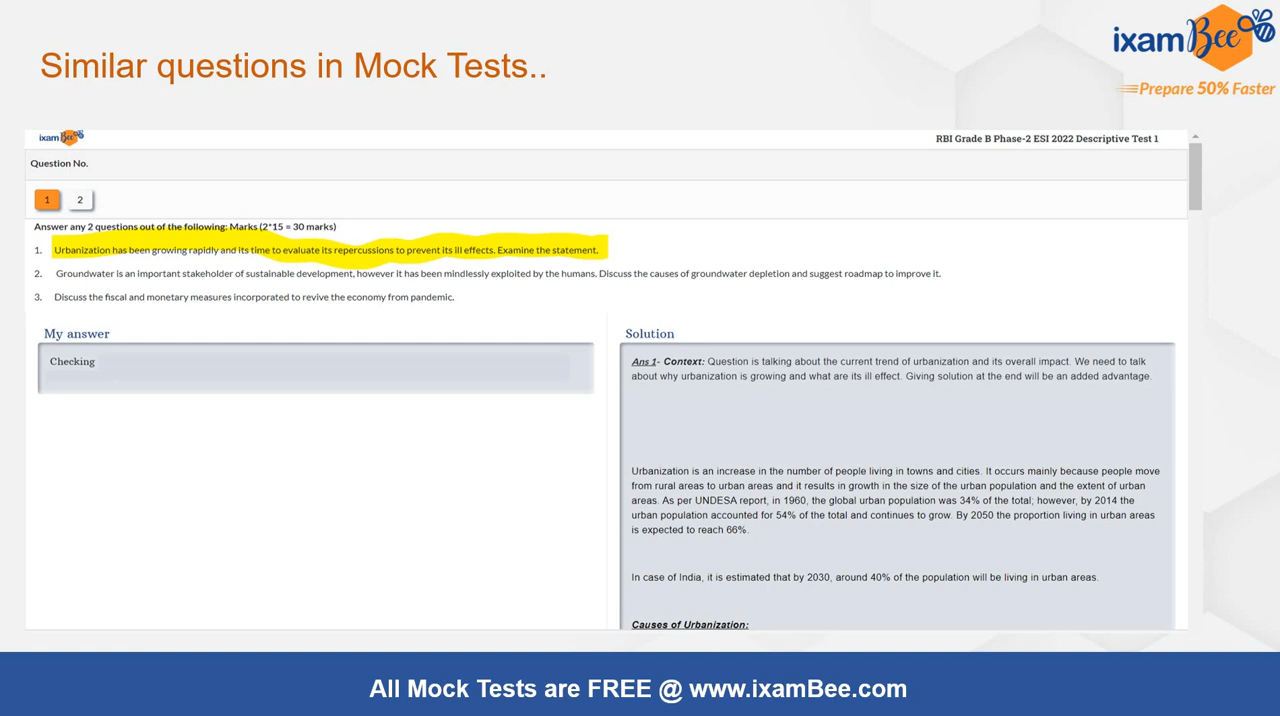 ixamBee
Prepare 50% Faster
Similar questions in Mock Tests..
ixamBee
RBI Grade B Phase-2 ESI 2022 Descriptive Test 1
Question No.
1 2
Answer any 2 questions out of the following: Marks (2*15 = 30 marks)
1. Urbanization has been growing rapidly and its time to evaluate its repercussions to prevent its ill effects. Examine the statement.
2. Groundwater is an important stakeholder of sustainable development, however it has been mindlessly exploited by the humans. Discuss the causes of groundwater depletion and suggest roadmap to improve it.
3. Discuss the fiscal and monetary measures incorporated to revive the economy from pandemic.
My answer
Checking
Solution
Ans 1- Context: Question is talking about the current trend of urbanization and its overall impact. We need to talk
about why urbanization is growing and what are its ill effect. Giving solution at the end will be an added advantage.
Urbanization is an increase in the number of people living in towns and cities. It occurs mainly because people move
from rural areas to urban areas and it results in growth in the size of the urban population and the extent of urban
areas. As per UNDESA report, in 1960, the global urban population was 34% of the total; however, by 2014 the
urban population accounted for 54% of the total and continues to grow. By 2050 the proportion living in urban areas
is expected to reach 66%.
In case of India, it is estimated that by 2030, around 40% of the population will be living in urban areas.
Causes of Urbanization:
All Mock Tests are FREE @ www.ixamBee.com